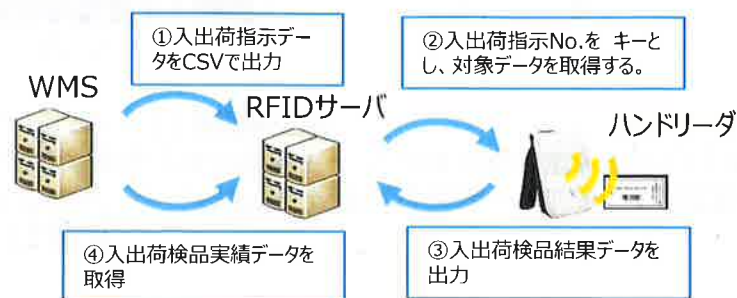 ①入出荷指示デー
タをCSVで出力
②入出荷指示No.を キーと
し、対象データを取得する。
WMS
RFIDサーバ
ハンドリーダ
④入出荷検品実績データを
取得
③入出荷検品結果データを
出力